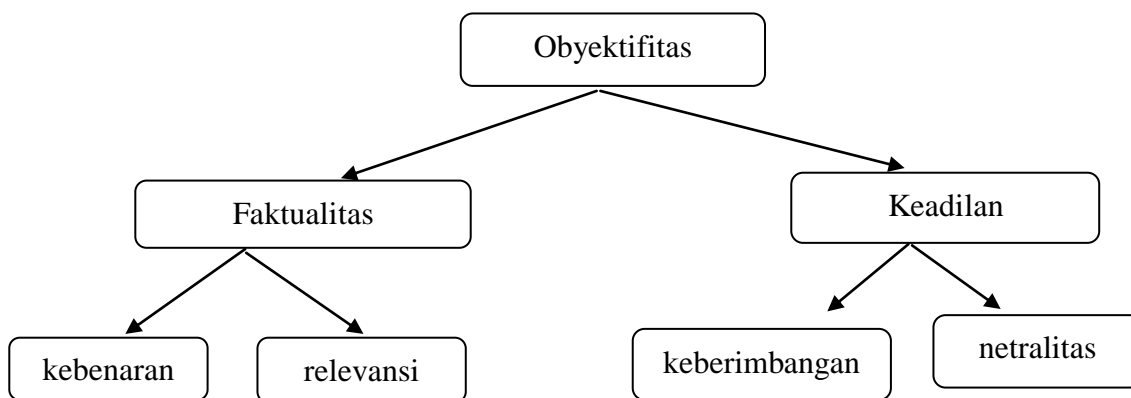 Obyektifitas
Faktualitas
Keadilan
kebenaran
relevansi
keberimbangan
netralitas